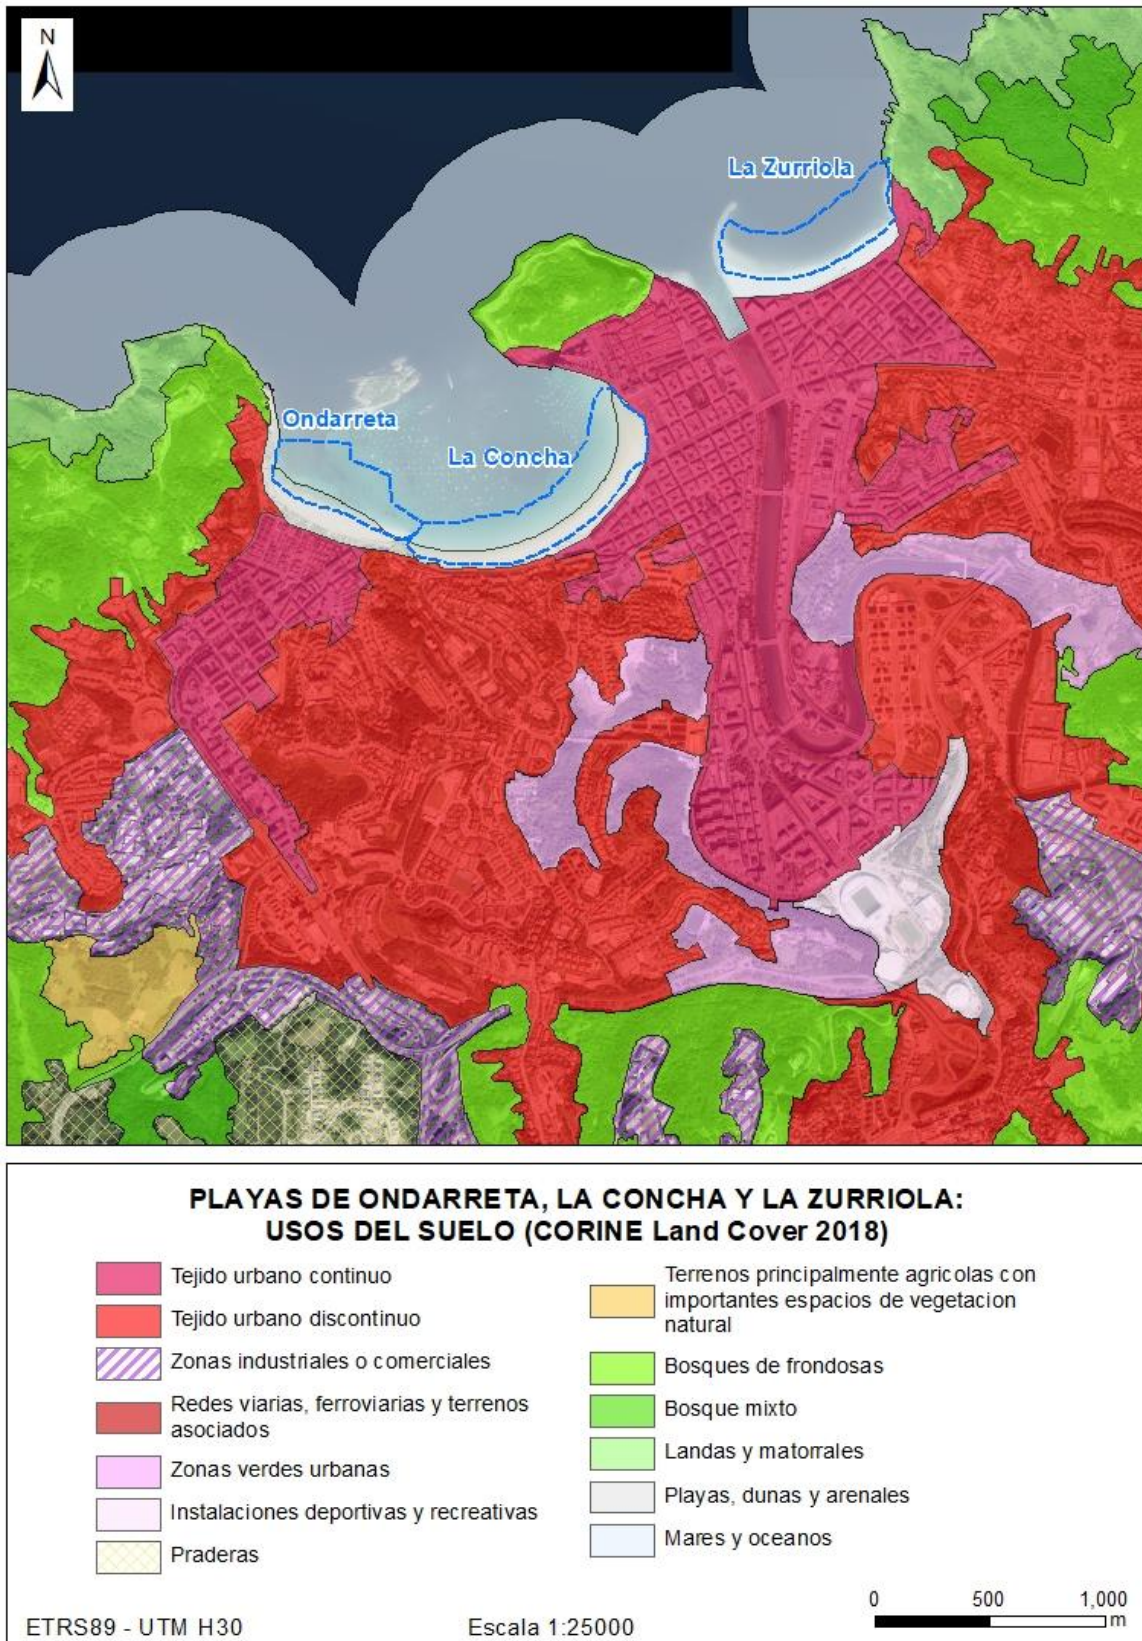 N
La Zurriola
Ondarreta
La Concha
PLAYAS DE ONDARRETA, LA CONCHA Y LA ZURRIOLA:
USOS DEL SUELO (CORINE Land Cover 2018)
Tejido urbano continuo
Tejido urbano discontinuo
Zonas industriales o comerciales
Redes viarias, ferroviarias y terrenos
asociados
Zonas verdes urbanas
Instalaciones deportivas y recreativas
Praderas
Terrenos principalmente agricolas con
importantes espacios de vegetacion
natural
Bosques de frondosas
Bosque mixto
Landas y matorrales
Playas, dunas y arenales
Mares y oceanos
ETRS89 - UTM H30
Escala 1:25000
0 500 1,000
m